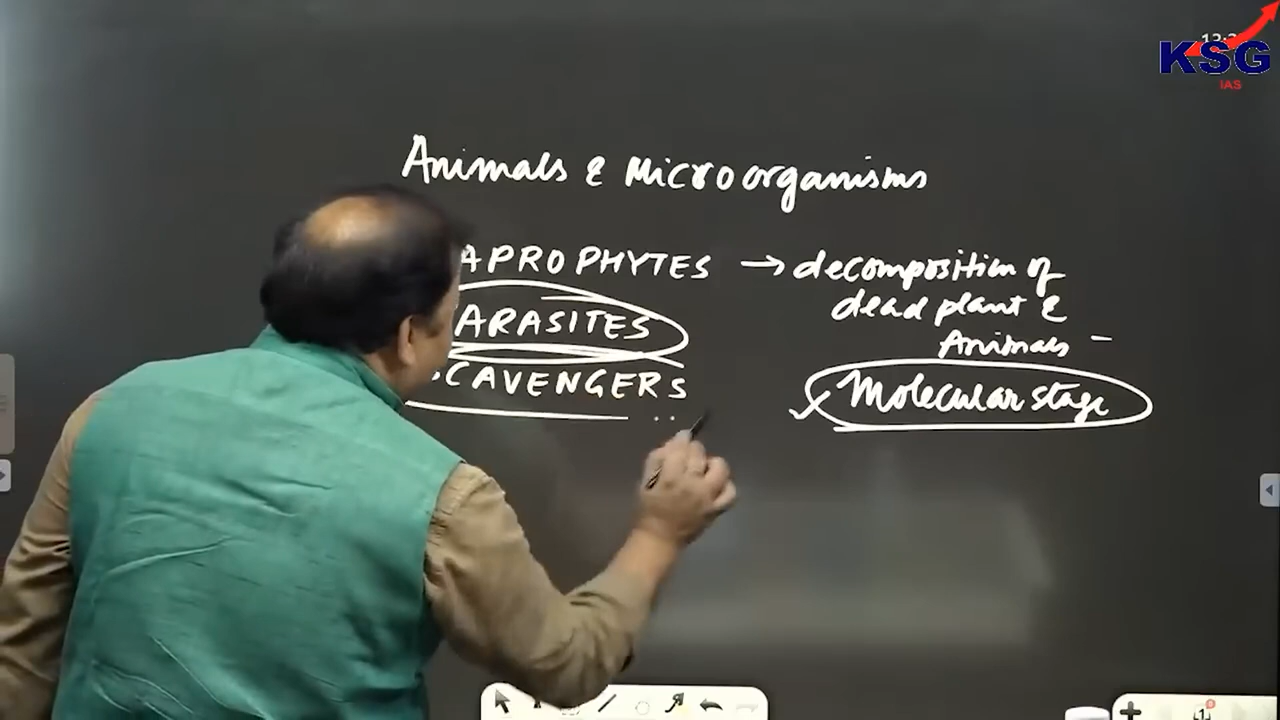 KSG
IAS
Animals & Microorganisms
APROPHYTES → decomposition of
dead plant &
Animals -
ARASITES
CAVENGERS
Molecular stage